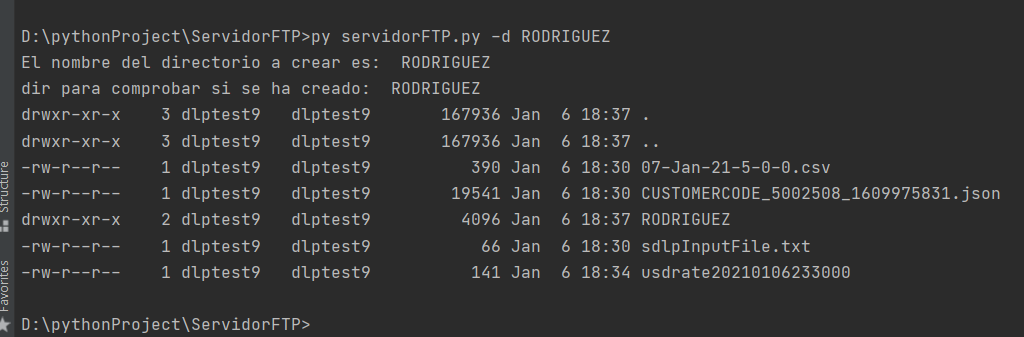 D:\pythonProject\ServidorFTP>py servidorFTP.py -d RODRIGUEZ
El nombre del directorio a crear es:  RODRIGUEZ
dir para comprobar si se ha creado:  RODRIGUEZ
drwxr-xr-x    3 dlptest9   dlptest9       167936 Jan  6 18:37 .
drwxr-xr-x    3 dlptest9   dlptest9       167936 Jan  6 18:37 ..
-rw-r--r--    1 dlptest9   dlptest9          390 Jan  6 18:30 07-Jan-21-5-0-0.csv
-rw-r--r--    1 dlptest9   dlptest9        19541 Jan  6 18:30 CUSTOMERCODE_5002508_1609975831.json
drwxr-xr-x    2 dlptest9   dlptest9         4096 Jan  6 18:37 RODRIGUEZ
-rw-r--r--    1 dlptest9   dlptest9           66 Jan  6 18:30 sdlpInputFile.txt
-rw-r--r--    1 dlptest9   dlptest9          141 Jan  6 18:34 usdrate20210106233000
D:\pythonProject\ServidorFTP>
Structure
Favorites